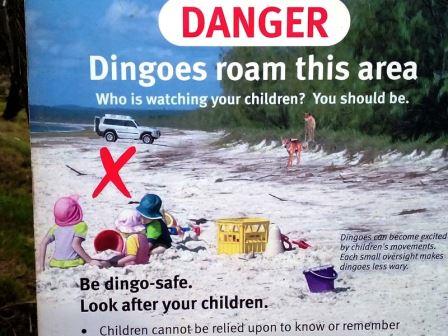 DANGER
Dingoes roam this area
Who is watching your children? You should be.
Dingoes can become excited
by children's movements.
Each small oversight makes
dingoes less wary.
Be dingo-safe.
Look after your children.
• Children cannot be relied upon to know or remember